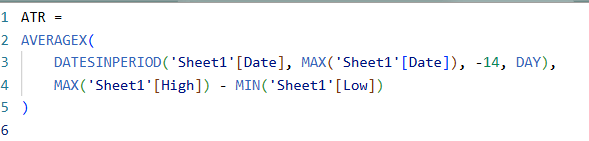 1 ATR =
2 AVERAGEX(
3 DATESINPERIOD('Sheet1'[Date], MAX('Sheet1'[Date]), -14, DAY),
4 MAX('Sheet1'[High]) - MIN('Sheet1'[Low])
5 )
6